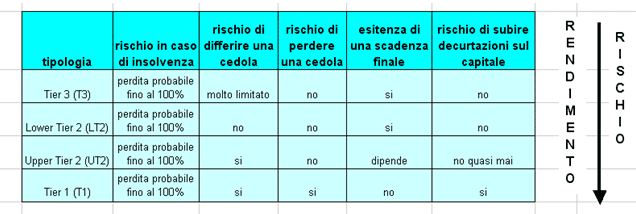 tipologia
rischio in caso
di insolvenza
rischio di
differire una
cedola
rischio di
perdere
una cedola
esitenza di
una scadenza
finale
rischio di subire
decurtazioni sul
capitale
Tier 3 (T3)
perdita probabile
fino al 100%
molto limitato
no
si
no
Lower Tier 2 (LT2)
perdita probabile
fino al 100%
no
no
si
no
Upper Tier 2 (UT2)
perdita probabile
fino al 100%
si
no
dipende
no quasi mai
Tier 1 (T1)
perdita probabile
fino al 100%
si
si
no
si
RENDIMENTO
RISCHIO